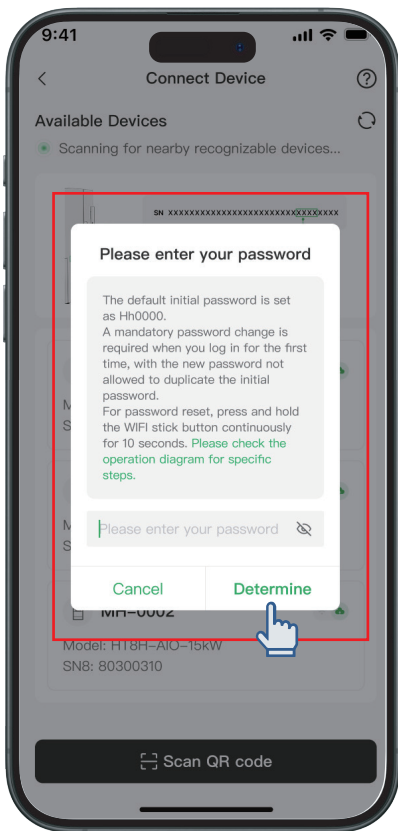 9:41
Connect Device
Available Devices
Scanning for nearby recognizable devices...
SN XXXXXXXXXXXXXXXXXXXXXXXXXXXXXXXXXX
Please enter your password
The default initial password is set
as Hh0000.
A mandatory password change is
required when you log in for the first
time, with the new password not
allowed to duplicate the initial
password.
For password reset, press and hold
the WIFI stick button continuously
for 10 seconds. Please check the
operation diagram for specific
steps.
M
S
M
S
Please enter your password
Cancel
Determine
MH-0002
Model: HT8H-AIO-15kW
SN8: 80300310
Scan QR code